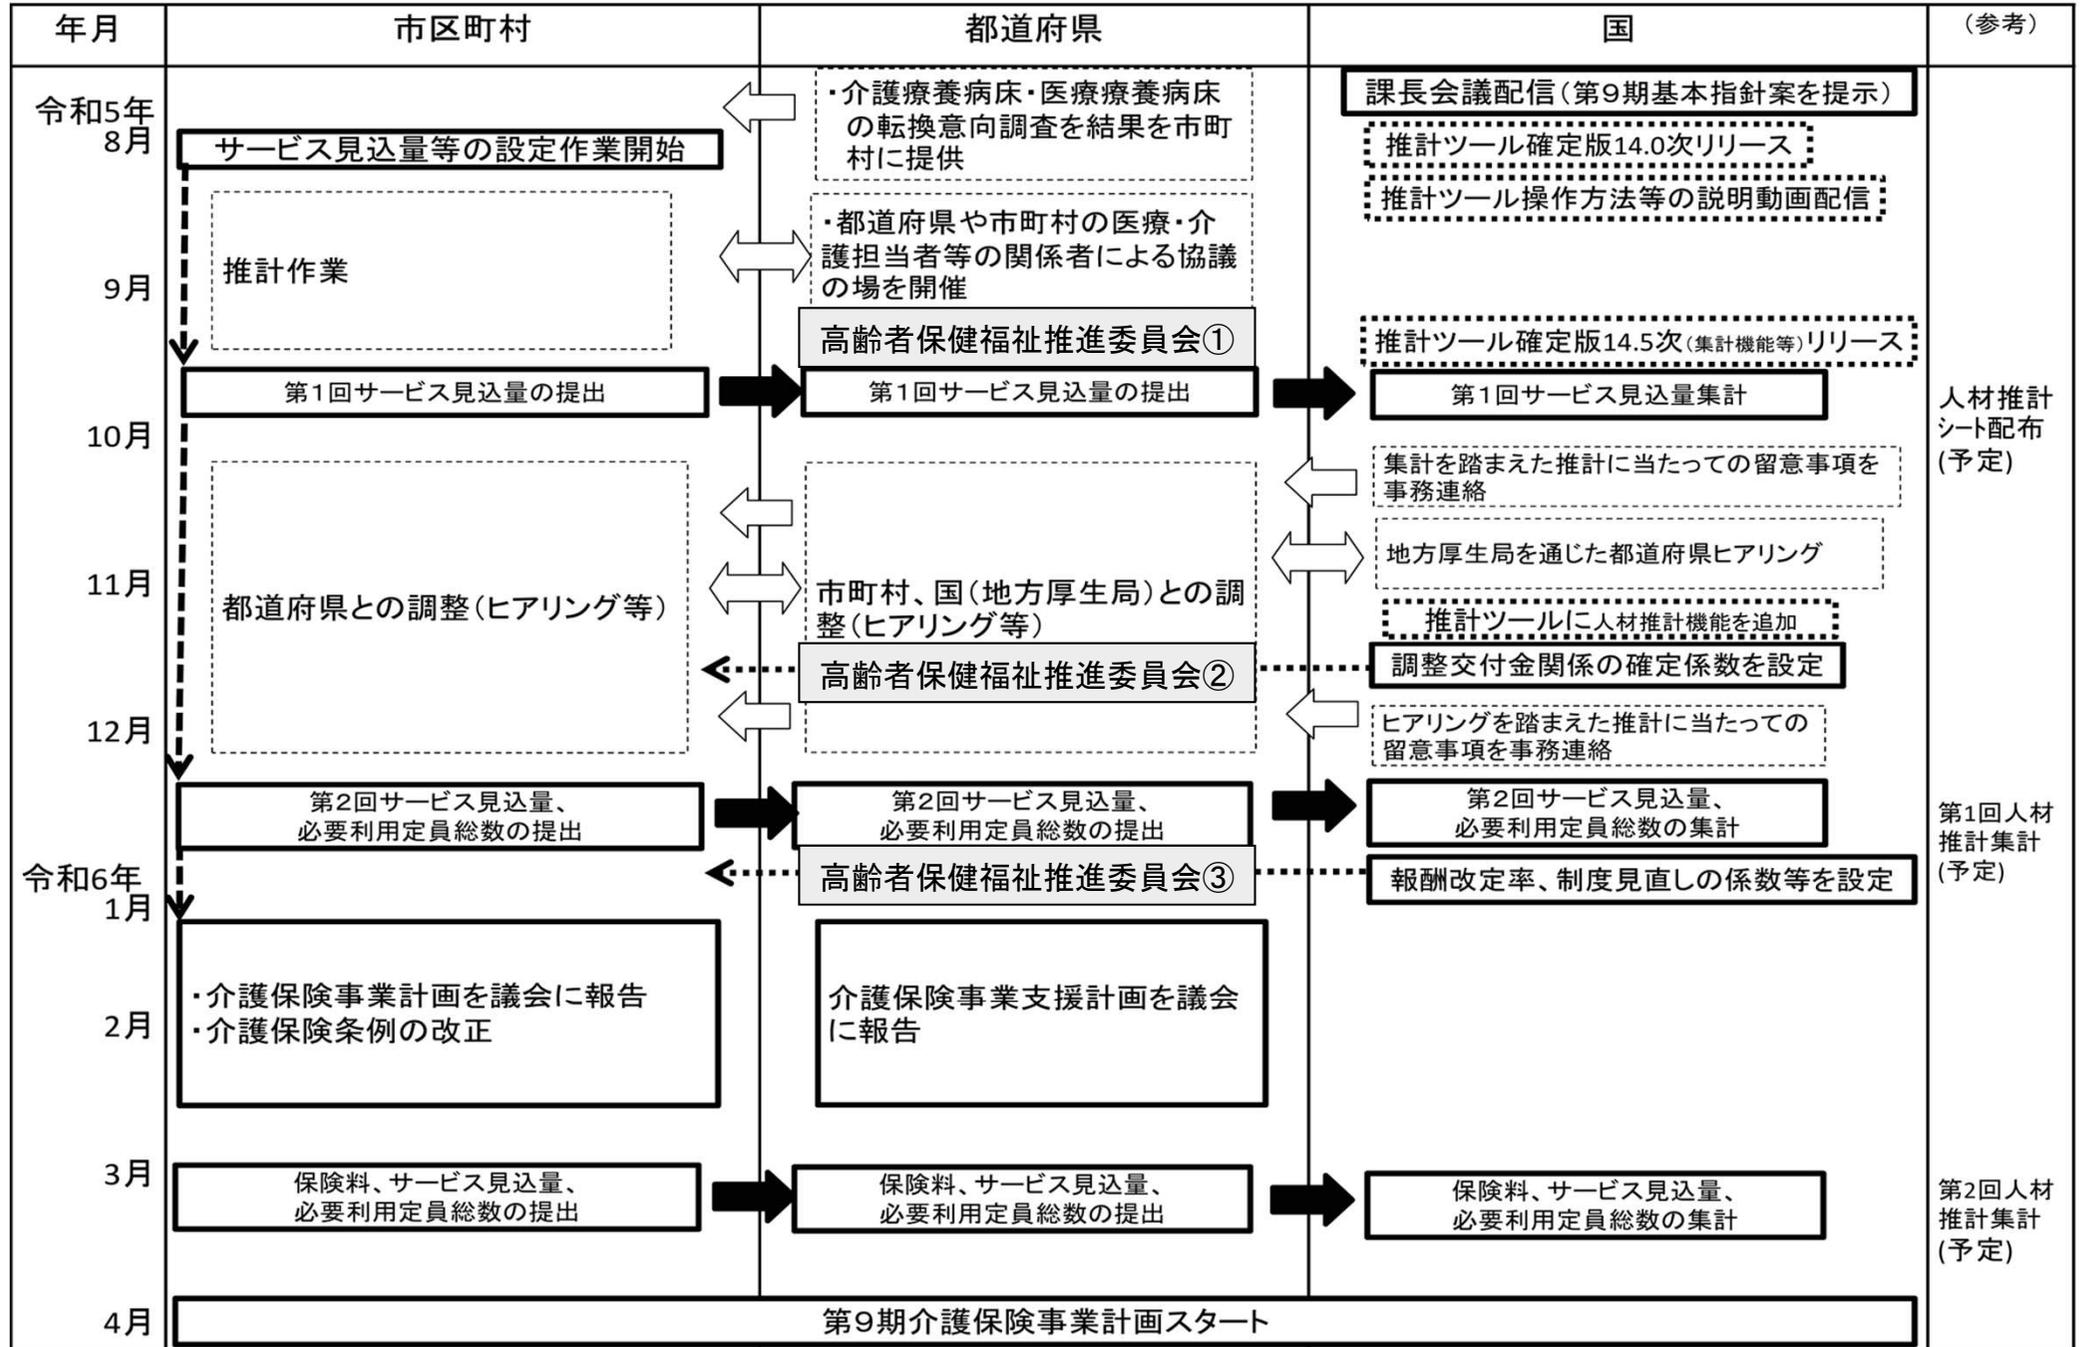 年月
市区町村
都道府県
国
（参考）
令和5年
8月
9月
10月
11月
12月
令和6年
1月
2月
3月
4月
サービス見込量等の設定作業開始
推計作業
第１回サービス見込量の提出
都道府県との調整（ヒアリング等）
第２回サービス見込量、
必要利用定員総数の提出
・介護保険事業計画を議会に報告
・介護保険条例の改正
保険料、サービス見込量、
必要利用定員総数の提出
・介護療養病床・医療療養病床
の転換意向調査を結果を市町
村に提供
・都道府県や市町村の医療・介
護担当者等の関係者による協議
の場を開催
高齢者保健福祉推進委員会①
第１回サービス見込量の提出
市町村、国（地方厚生局）との調
整（ヒアリング等）
高齢者保健福祉推進委員会②
第２回サービス見込量、
必要利用定員総数の提出
高齢者保健福祉推進委員会③
介護保険事業支援計画を議会
に報告
保険料、サービス見込量、
必要利用定員総数の提出
課長会議配信（第９期基本指針案を提示）
推計ツール確定版14.0次リリース
推計ツール操作方法等の説明動画配信
推計ツール確定版14.5次（集計機能等）リリース
第１回サービス見込量集計
集計を踏まえた推計に当たっての留意事項を
事務連絡
地方厚生局を通じた都道府県ヒアリング
推計ツールに人材推計機能を追加
調整交付金関係の確定係数を設定
ヒアリングを踏まえた推計に当たっての
留意事項を事務連絡
第２回サービス見込量、
必要利用定員総数の集計
報酬改定率、制度見直しの係数等を設定
保険料、サービス見込量、
必要利用定員総数の集計
人材推計
ｼｰﾄ配布
(予定)
第1回人材
推計集計
(予定)
第2回人材
推計集計
(予定)
第９期介護保険事業計画スタート